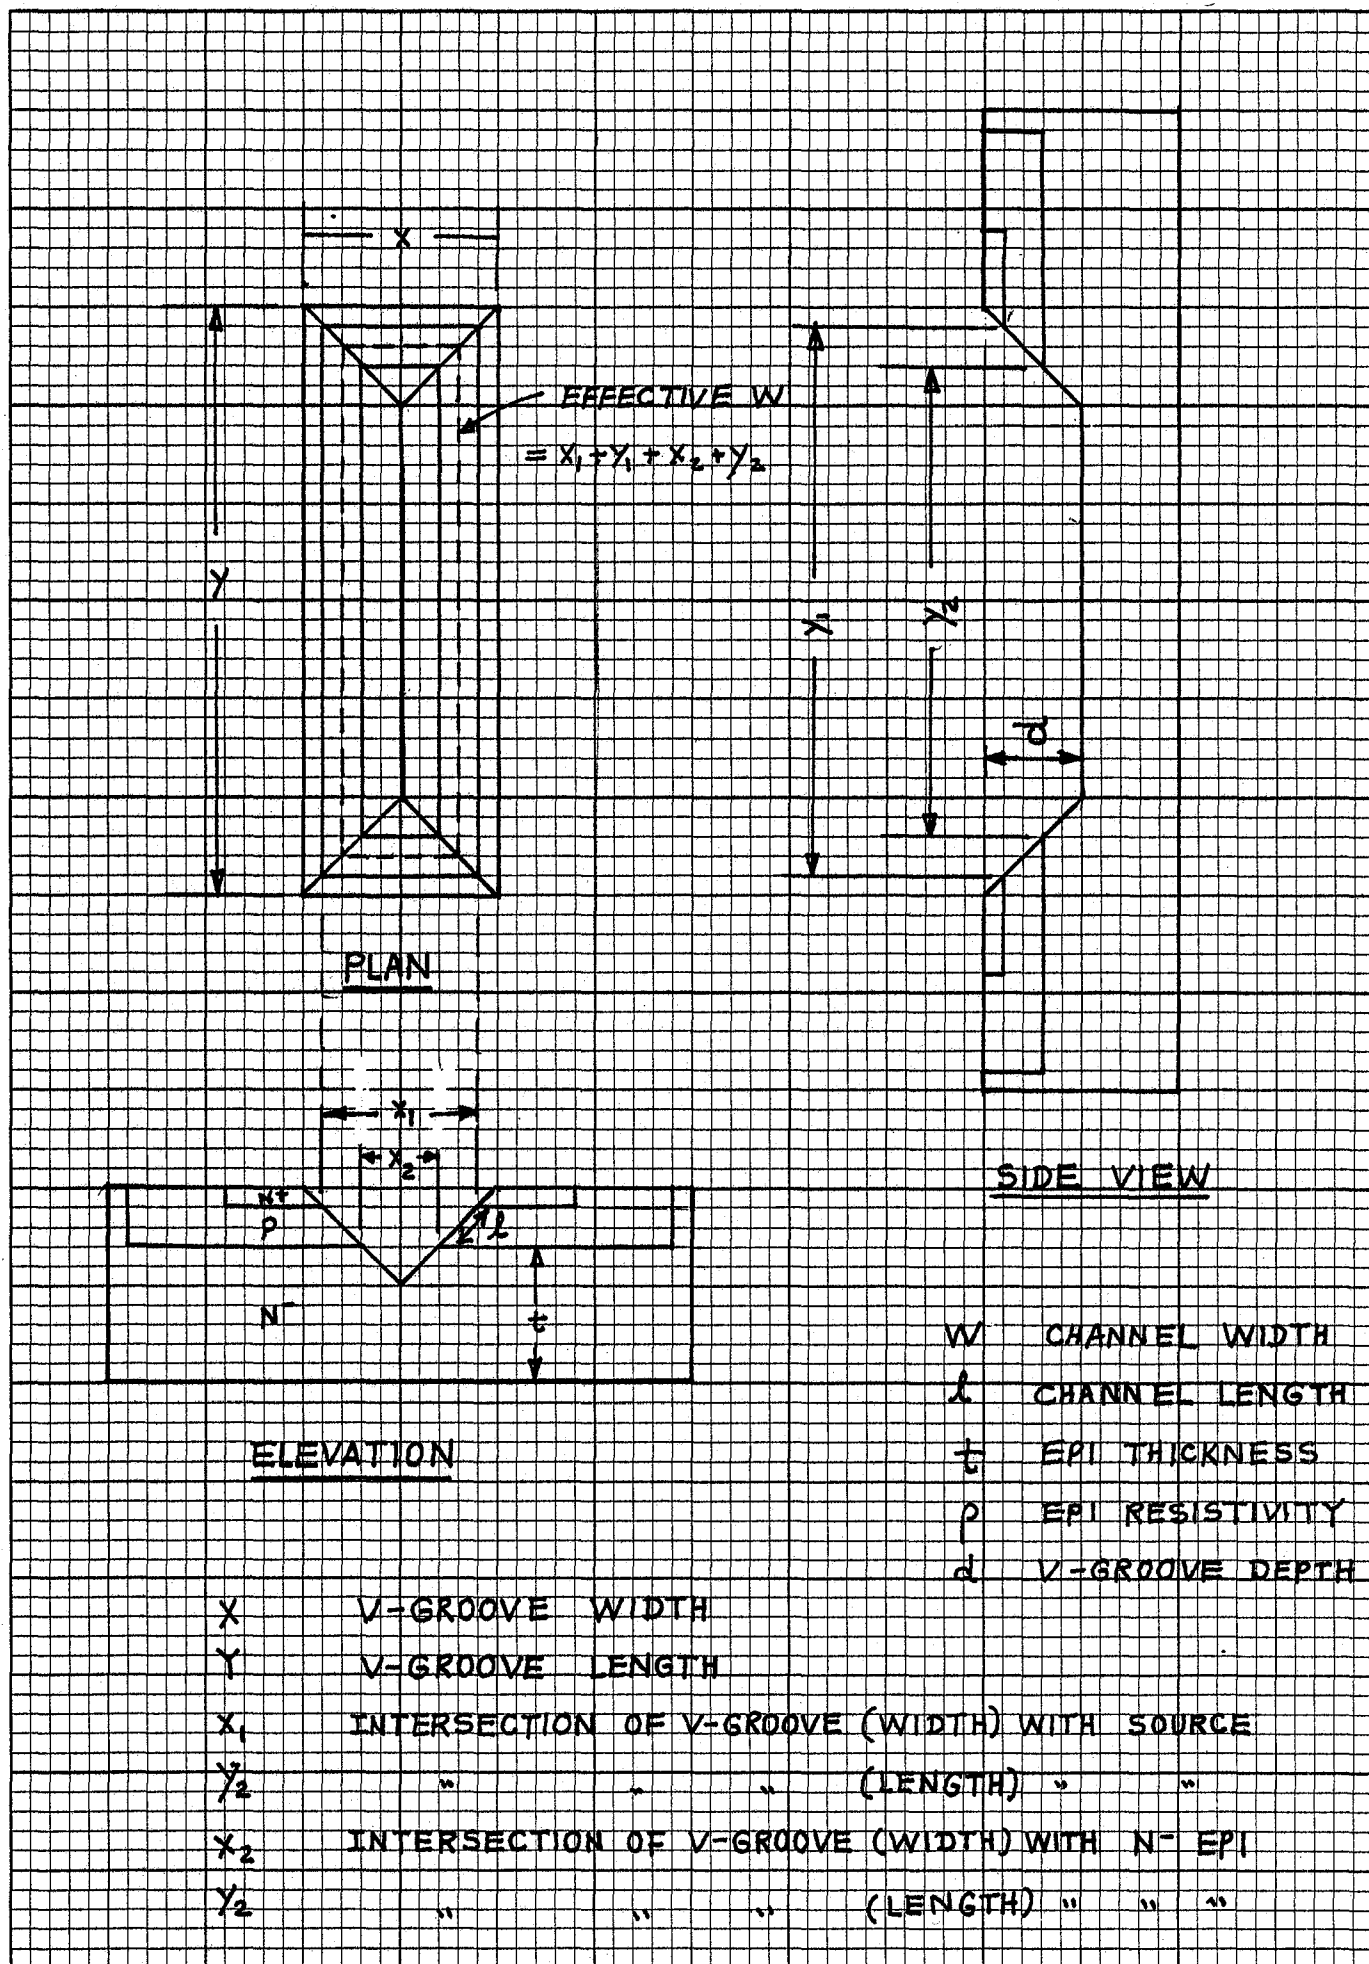 X
EFFECTIVE W
= X₁ + Y₁ + X₂ + Y₂
Y
Y₁
Y₂
d
PLAN
X₁
X₂
N+
P
l
N⁻
t
ELEVATION
SIDE VIEW
W CHANNEL WIDTH
l CHANNEL LENGTH
t EPI THICKNESS
ρ EPI RESISTIVITY
d V-GROOVE DEPTH
X V-GROOVE WIDTH
Y V-GROOVE LENGTH
X₁ INTERSECTION OF V-GROOVE (WIDTH) WITH SOURCE
Y₂ " " " (LENGTH) " "
X₂ INTERSECTION OF V-GROOVE (WIDTH) WITH N⁻ EPI
Y₂ " " " (LENGTH) " " "